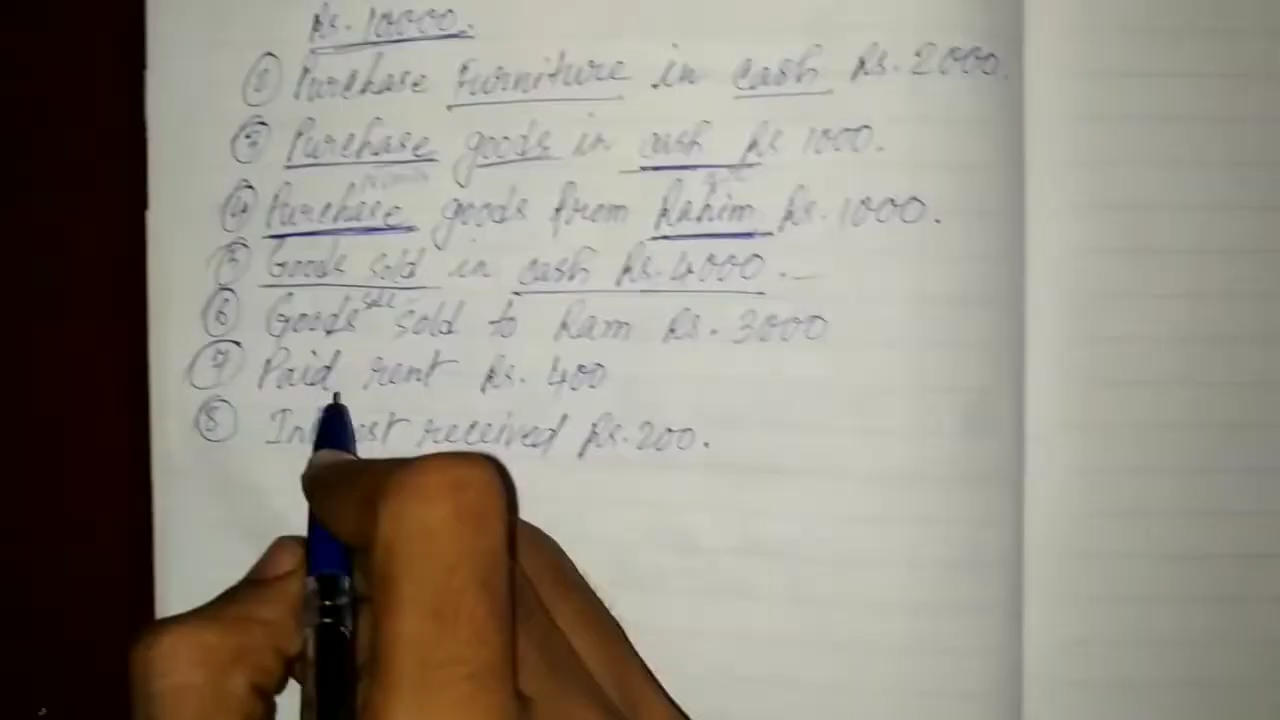 Rs. 10000.
② Purchase Furniture in cash Rs. 2000.
③ Purchase goods in cash Rs 1000.
④ Purchase goods from Rahim Rs. 1000.
⑤ Goods sold in cash Rs. 4000.
⑥ Goods sold to Ram Rs. 3000
⑦ Paid rent Rs. 400
⑧ In st received Rs. 200.